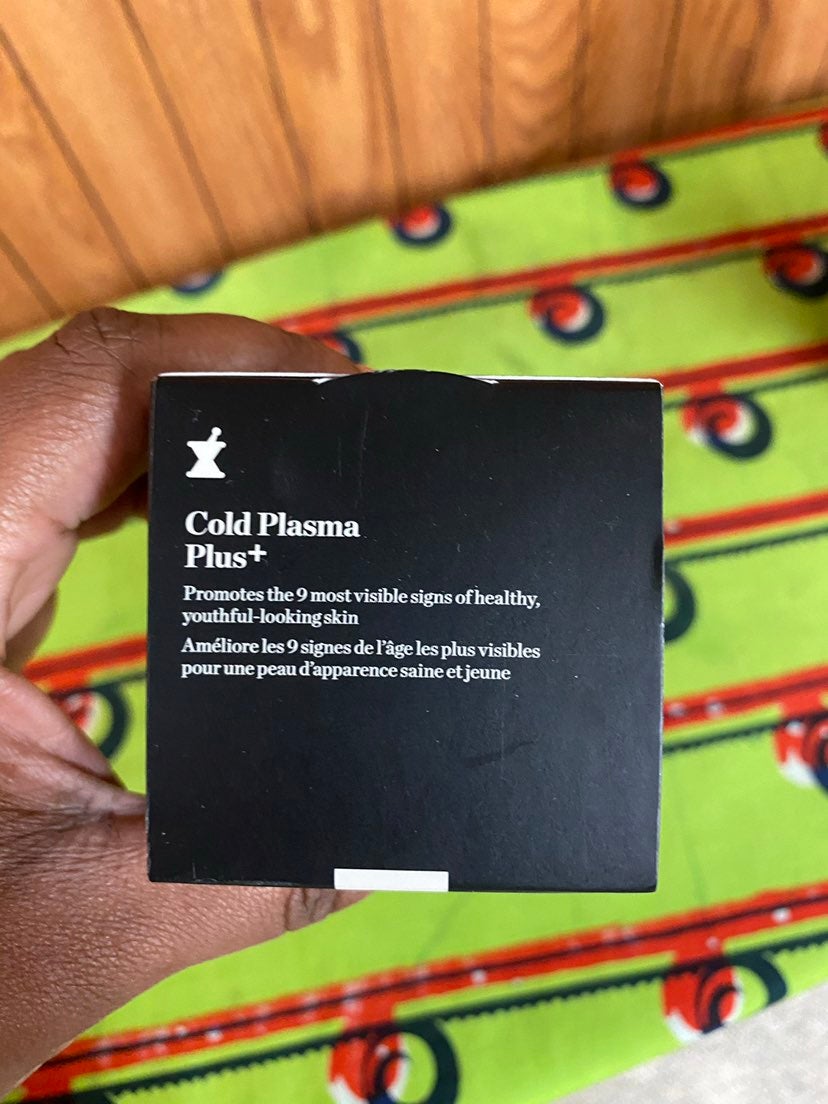 Cold Plasma
Plus+
Promotes the 9 most visible signs of healthy,
youthful-looking skin
Améliore les 9 signes de l'âge les plus visibles
pour une peau d'apparence saine et jeune